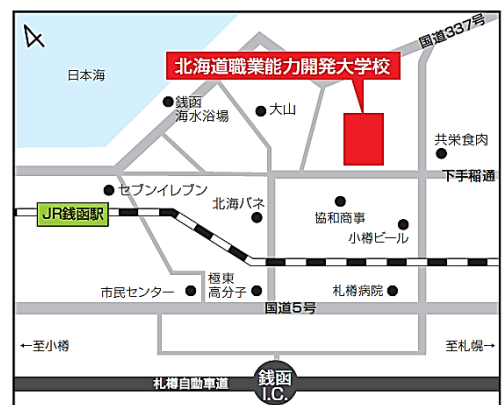 国道337号
北海道職業能力開発大学校
日本海
銭函
海水浴場
大山
共栄食肉
下手稲通
セブンイレブン
JR銭函駅
北海バネ
協和商事
小樽ビール
市民センター
極東
高分子
札樽病院
国道5号
←至小樽
至札幌→
札樽自動車道
銭函
I.C.